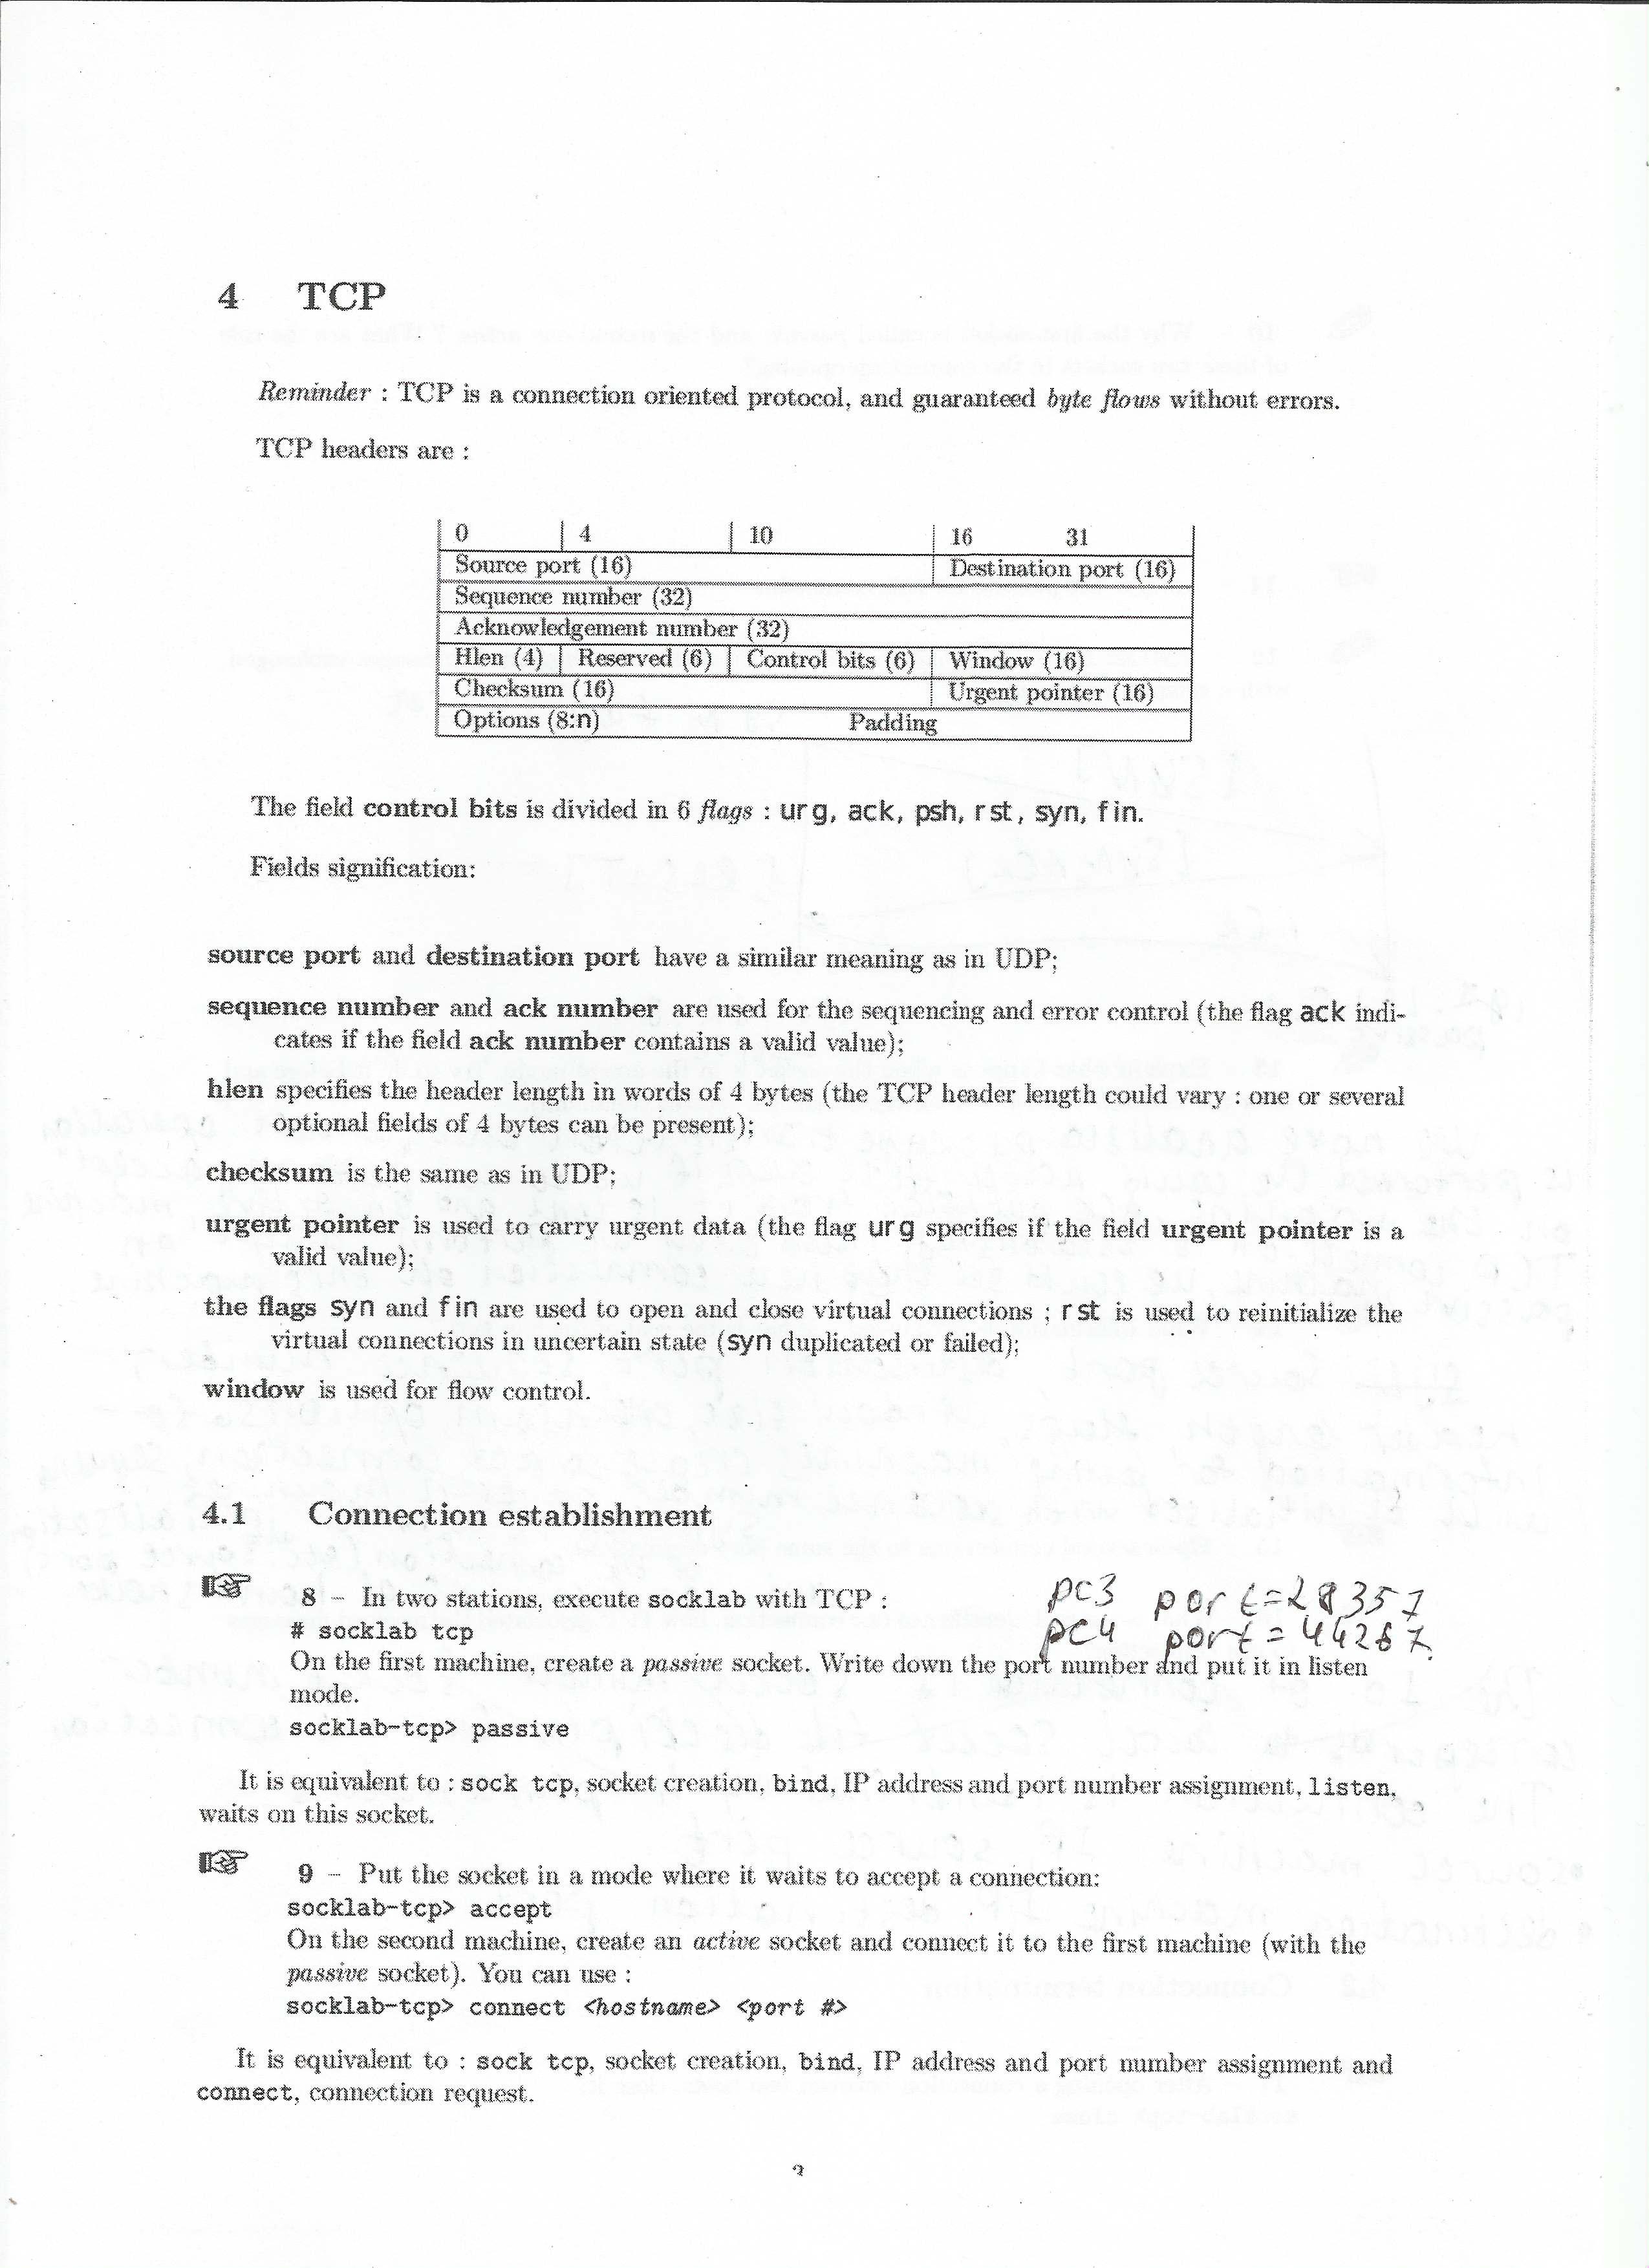 4 TCP
Reminder : TCP is a connection oriented protocol, and guaranteed byte flows without errors.
TCP headers are :
0 4 10 16 31
Source port (16) Destination port (16)
Sequence number (32)
Acknowledgement number (32)
Hlen (4) Reserved (6) Control bits (6) Window (16)
Checksum (16) Urgent pointer (16)
Options (8:n) Padding
The field control bits is divided in 6 flags : urg, ack, psh, rst, syn, fin.
Fields signification:
source port and destination port have a similar meaning as in UDP;
sequence number and ack number are used for the sequencing and error control (the flag ack indi-
cates if the field ack number contains a valid value);
hlen specifies the header length in words of 4 bytes (the TCP header length could vary : one or several
optional fields of 4 bytes can be present);
checksum is the same as in UDP;
urgent pointer is used to carry urgent data (the flag urg specifies if the field urgent pointer is a
valid value);
the flags syn and fin are used to open and close virtual connections ; rst is used to reinitialize the
virtual connections in uncertain state (syn duplicated or failed);
window is used for flow control.
4.1 Connection establishment
8 – In two stations, execute socklab with TCP :
pc3 port=28357
# socklab tcp
pc4 port=44267
On the first machine, create a passive socket. Write down the port number and put it in listen
mode.
socklab-tcp> passive
It is equivalent to : sock tcp, socket creation, bind, IP address and port number assignment, listen,
waits on this socket.
9 – Put the socket in a mode where it waits to accept a connection:
socklab-tcp> accept
On the second machine, create an active socket and connect it to the first machine (with the
passive socket). You can use :
socklab-tcp> connect <hostname> <port #>
It is equivalent to : sock tcp, socket creation, bind, IP address and port number assignment and
connect, connection request.